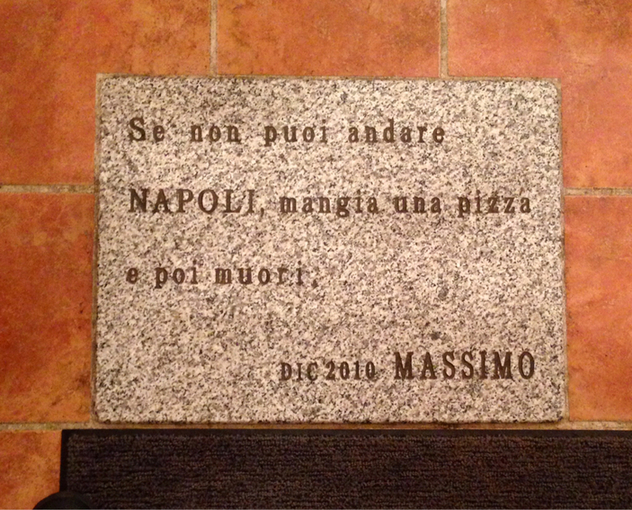 Se non puoi andare
NAPOLI, mangia una pizza
e poi muori.
DIC 2010 MASSIMO